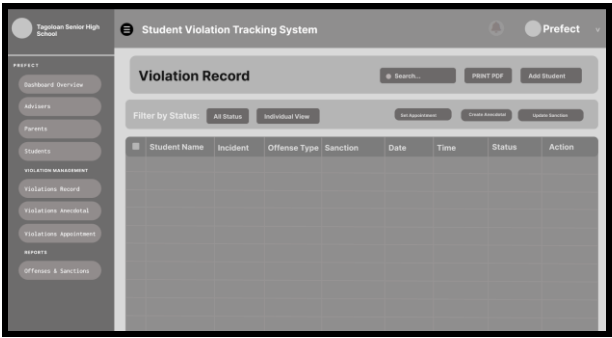 Tagoloan Senior High
School
Student Violation Tracking System
Prefect
PREFECT
Dashboard Overview
Advisers
Parents
Students
VIOLATION MANAGEMENT
Violations Record
Violations Anecdotal
Violations Appointment
REPORTS
Offenses & Sanctions
Violation Record
Search...
PRINT PDF
Add Student
Filter by Status:
All Status
Individual View
Set Appointment
Create Anecdotal
Update Sanction
Student Name Incident Offense Type Sanction Date Time Status Action